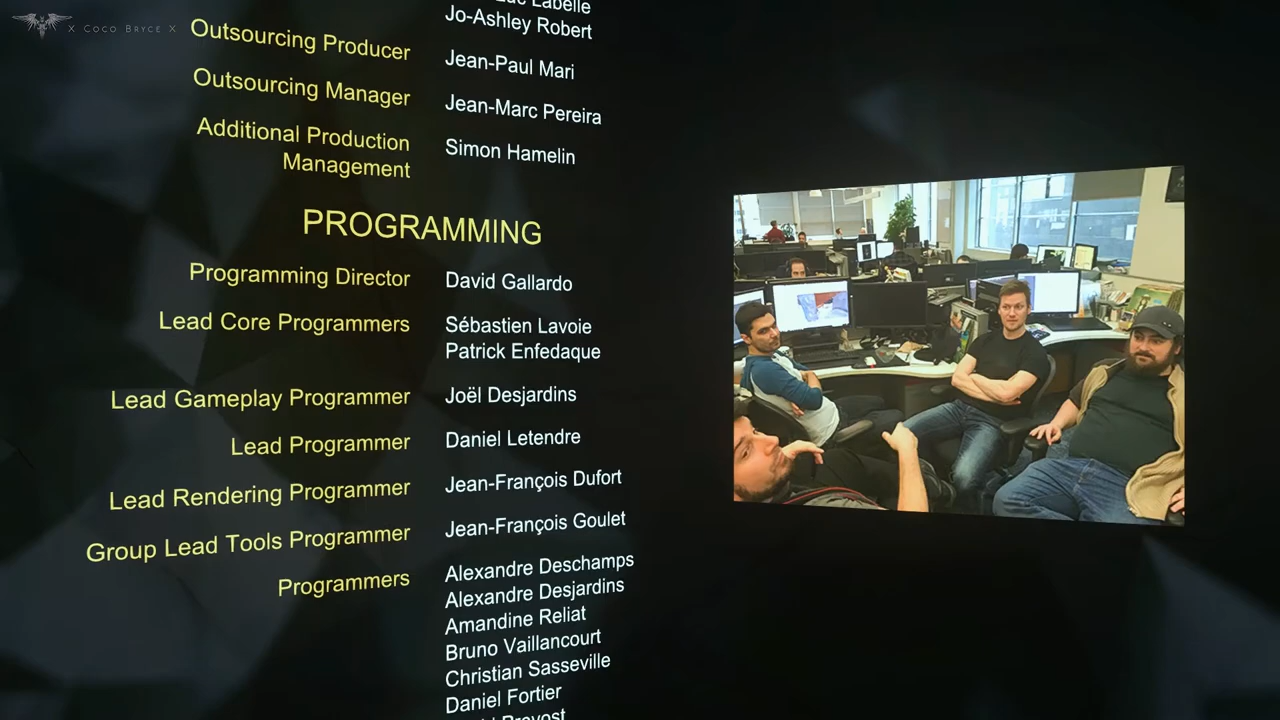 X COCO BRYCE X
Labelle
Jo-Ashley Robert
Outsourcing Producer Jean-Paul Mari
Outsourcing Manager Jean-Marc Pereira
Additional Production Simon Hamelin
Management
PROGRAMMING
Programming Director David Gallardo
Lead Core Programmers Sébastien Lavoie
Patrick Enfedaque
Lead Gameplay Programmer Joël Desjardins
Lead Programmer Daniel Letendre
Lead Rendering Programmer Jean-François Dufort
Group Lead Tools Programmer Jean-François Goulet
Programmers Alexandre Deschamps
Alexandre Desjardins
Amandine Reliat
Bruno Vaillancourt
Christian Sasseville
Daniel Fortier